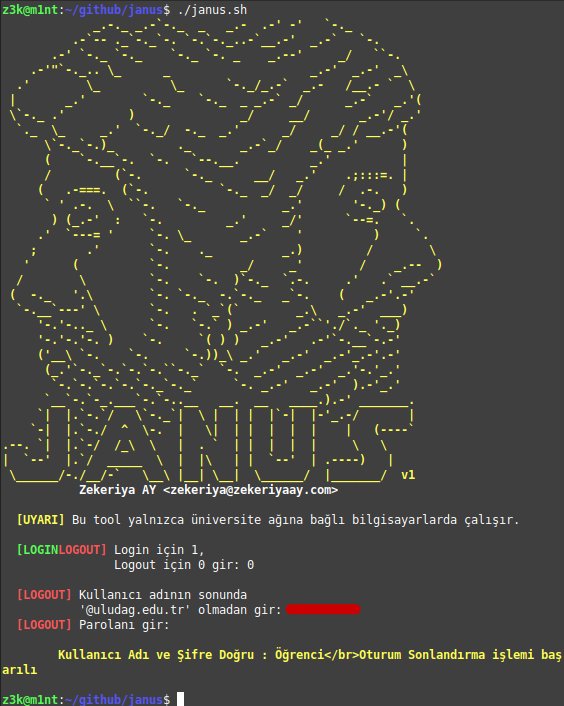 z3k@m1nt:~/github/janus$ ./janus.sh
JANUS
v1
Zekeriya AY <zekeriya@zekeriyaay.com>
[UYARI] Bu tool yalnızca üniversite ağına bağlı bilgisayarlarda çalışır.
[LOGINLOGOUT] Login için 1,
Logout için 0 gir: 0
[LOGOUT] Kullanıcı adının sonunda
'@uludag.edu.tr' olmadan gir:
[LOGOUT] Parolanı gir:
Kullanıcı Adı ve Şifre Doğru : Öğrenci</br>Oturum Sonlandırma işlemi baş
arılı
z3k@m1nt:~/github/janus$